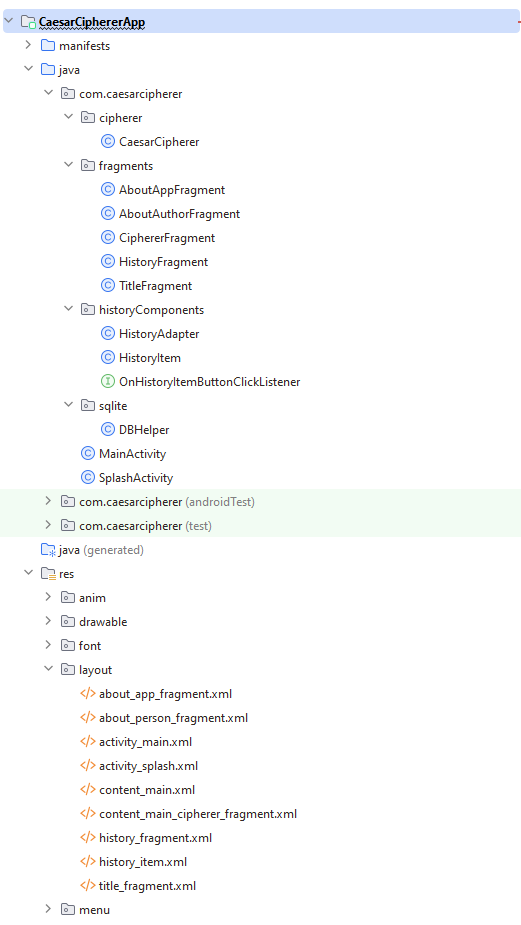 CaesarCiphererApp
manifests
java
com.caesarcipherer
cipherer
CaesarCipherer
fragments
AboutAppFragment
AboutAuthorFragment
CiphererFragment
HistoryFragment
TitleFragment
historyComponents
HistoryAdapter
HistoryItem
OnHistoryItemButtonClickListener
sqlite
DBHelper
MainActivity
SplashActivity
com.caesarcipherer (androidTest)
com.caesarcipherer (test)
java (generated)
res
anim
drawable
font
layout
about_app_fragment.xml
about_person_fragment.xml
activity_main.xml
activity_splash.xml
content_main.xml
content_main_cipherer_fragment.xml
history_fragment.xml
history_item.xml
title_fragment.xml
menu